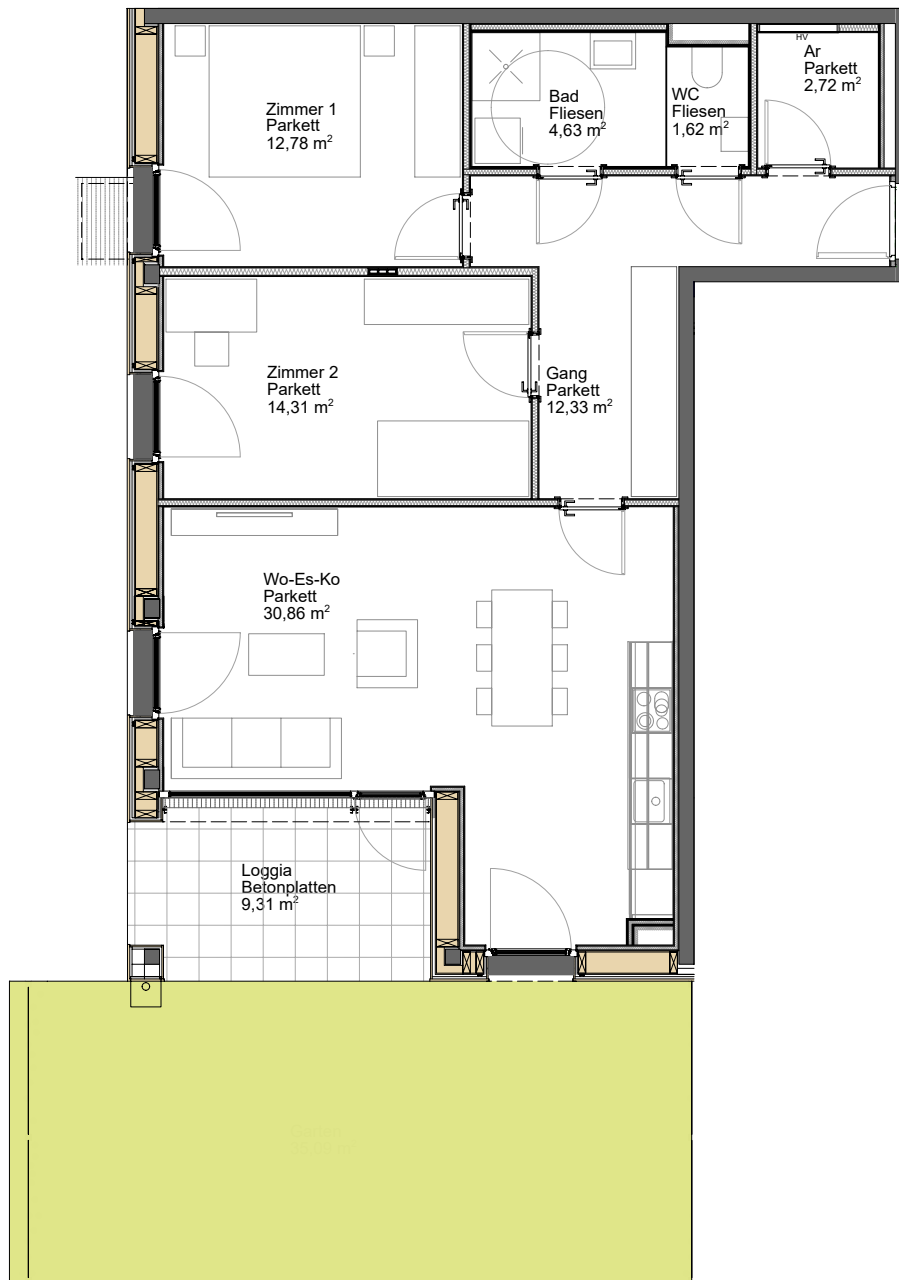 Zimmer 1
Parkett
12,78 m²
Bad
Fliesen
4,63 m²
WC
Fliesen
1,62 m²
HV
Ar
Parkett
2,72 m²
Zimmer 2
Parkett
14,31 m²
Gang
Parkett
12,33 m²
Wo-Es-Ko
Parkett
30,86 m²
Loggia
Betonplatten
9,31 m²